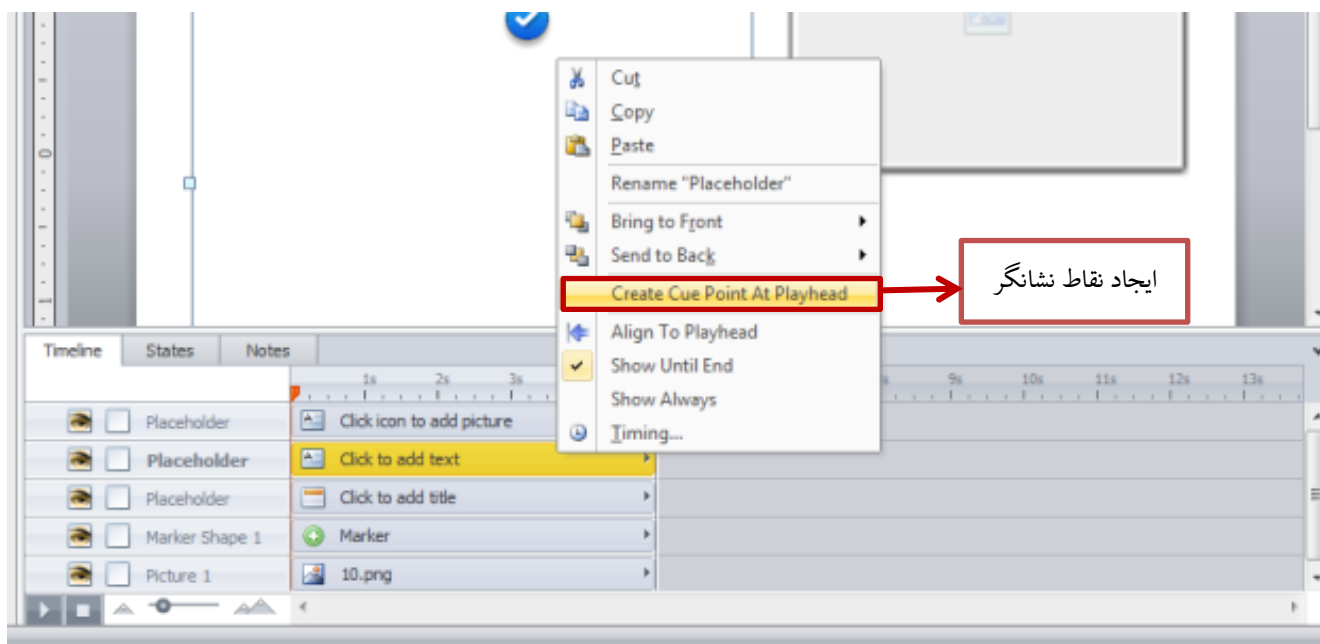 Cut
Copy
Paste
Rename "Placeholder"
Bring to Front
Send to Back
Create Cue Point At Playhead
ایجاد نقاط نشانگر
Align To Playhead
Show Until End
Show Always
Timing...
Timeline States Notes
1s 2s 3s 9s 10s 11s 12s 13s
Placeholder Click icon to add picture
Placeholder Click to add text
Placeholder Click to add title
Marker Shape 1 Marker
Picture 1 10.png